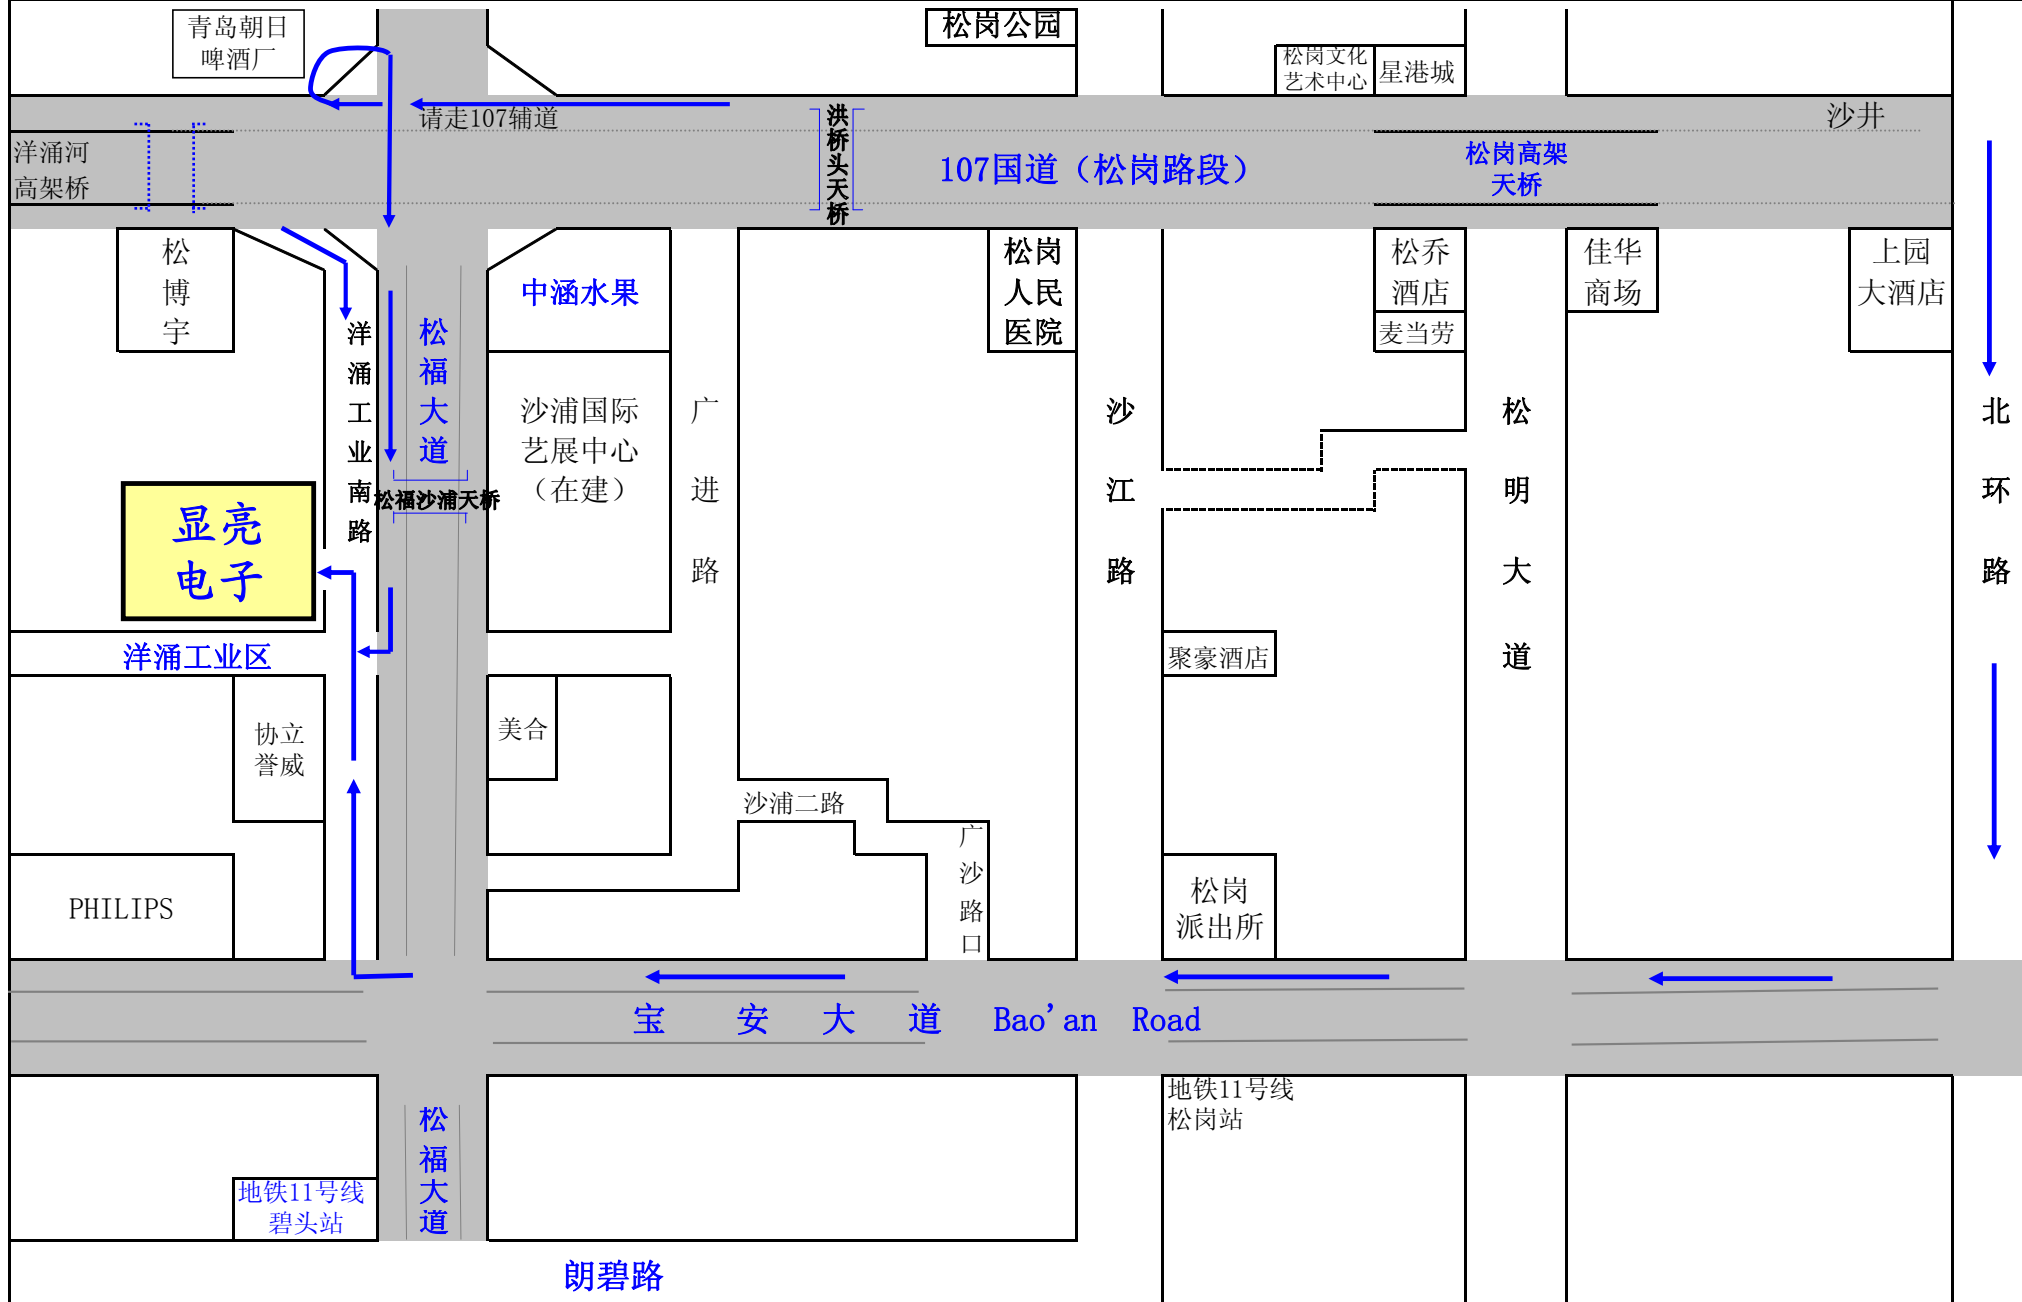 青岛朝日
啤酒厂
松岗公园
松岗文化
艺术中心
星港城
请走107辅道
沙井
洋涌河
高架桥
洪桥头天桥
107国道（松岗路段）
松岗高架
天桥
松博宇
中涵水果
松岗
人民
医院
松乔
酒店
麦当劳
佳华
商场
上园
大酒店
洋涌工业南路
松福大道
沙浦国际
艺展中心
（在建）
广进路
沙江路
松明大道
北环路
松福沙浦天桥
显亮
电子
洋涌工业区
聚豪酒店
协立
誉威
美合
沙浦二路
广沙路口
PHILIPS
松岗
派出所
宝安大道 Bao'an Road
地铁11号线
松岗站
松福大道
地铁11号线
碧头站
朗碧路